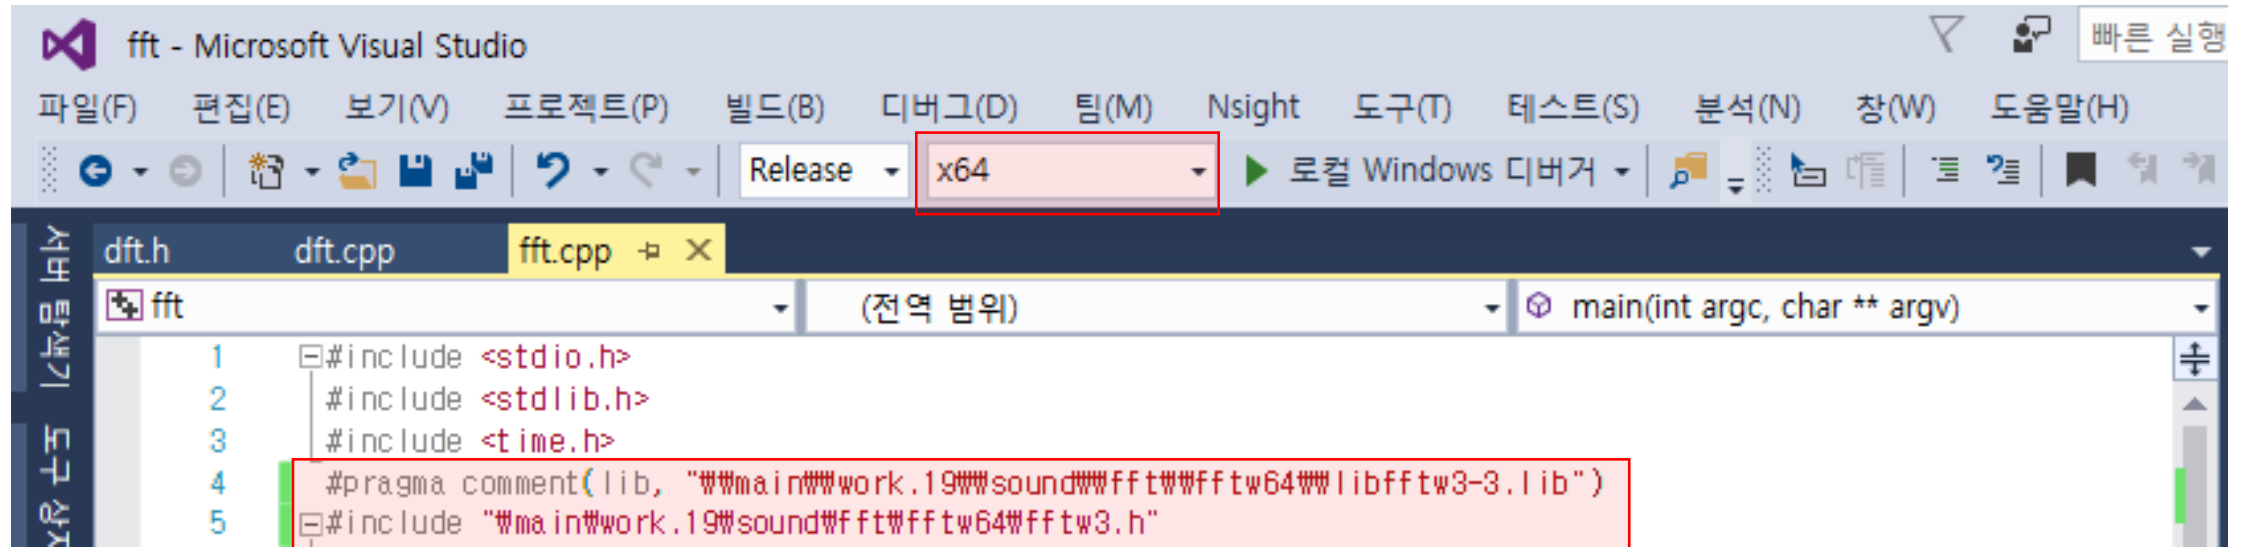 fft - Microsoft Visual Studio
빠른 실행
파일(F) 편집(E) 보기(V) 프로젝트(P) 빌드(B) 디버그(D) 팀(M) Nsight 도구(T) 테스트(S) 분석(N) 창(W) 도움말(H)
Release x64 로컬 Windows 디버거
서버 탐색기
dft.h dft.cpp fft.cpp
fft (전역 범위) main(int argc, char ** argv)
1 #include <stdio.h>
2 #include <stdlib.h>
3 #include <time.h>
4 #pragma comment(lib, "₩₩main₩₩work.19₩₩sound₩₩fft₩₩fftw64₩₩libfftw3-3.lib")
5 #include "₩main₩work.19₩sound₩fft₩fftw64₩fftw3.h"
도구 상